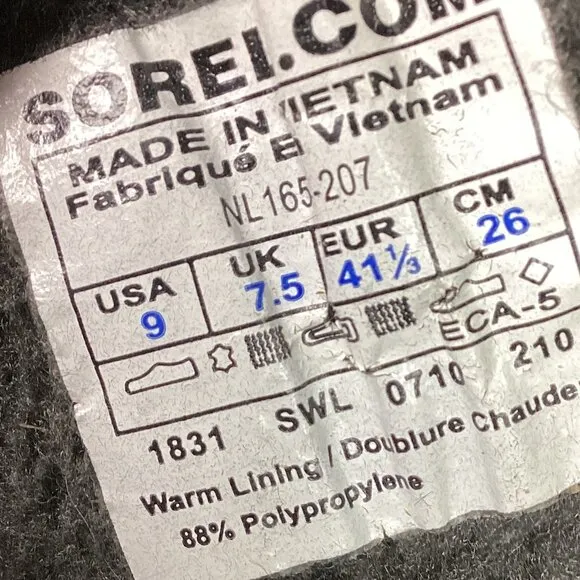 SOREL.COM
MADE IN VIETNAM
Fabriqué E Vietnam
NL165-207
USA UK EUR CM
9 7.5 41⅓ 26
ECA-5
1831 SWL 0710 210
Warm Lining / Doublure Chaude
88% Polypropylene